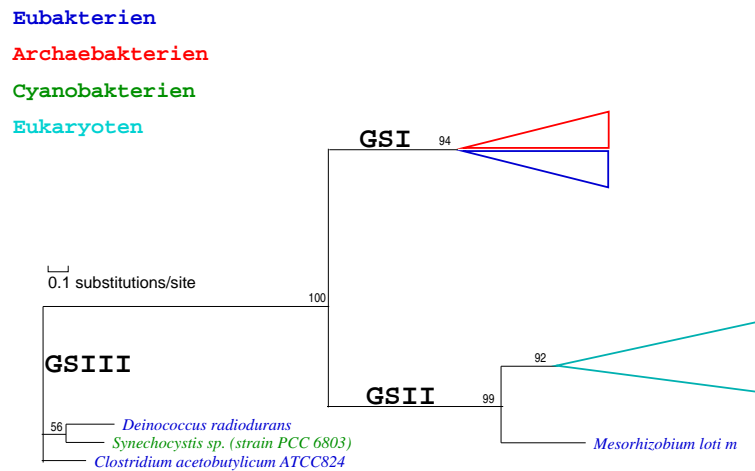 Eubakterien
Archaebakterien
Cyanobakterien
Eukaryoten
GSI
94
0.1 substitutions/site
100
GSIII
92
GSII
99
56
Deinococcus radiodurans
Synechocystis sp. (strain PCC 6803)
Mesorhizobium loti m
Clostridium acetobutylicum ATCC824